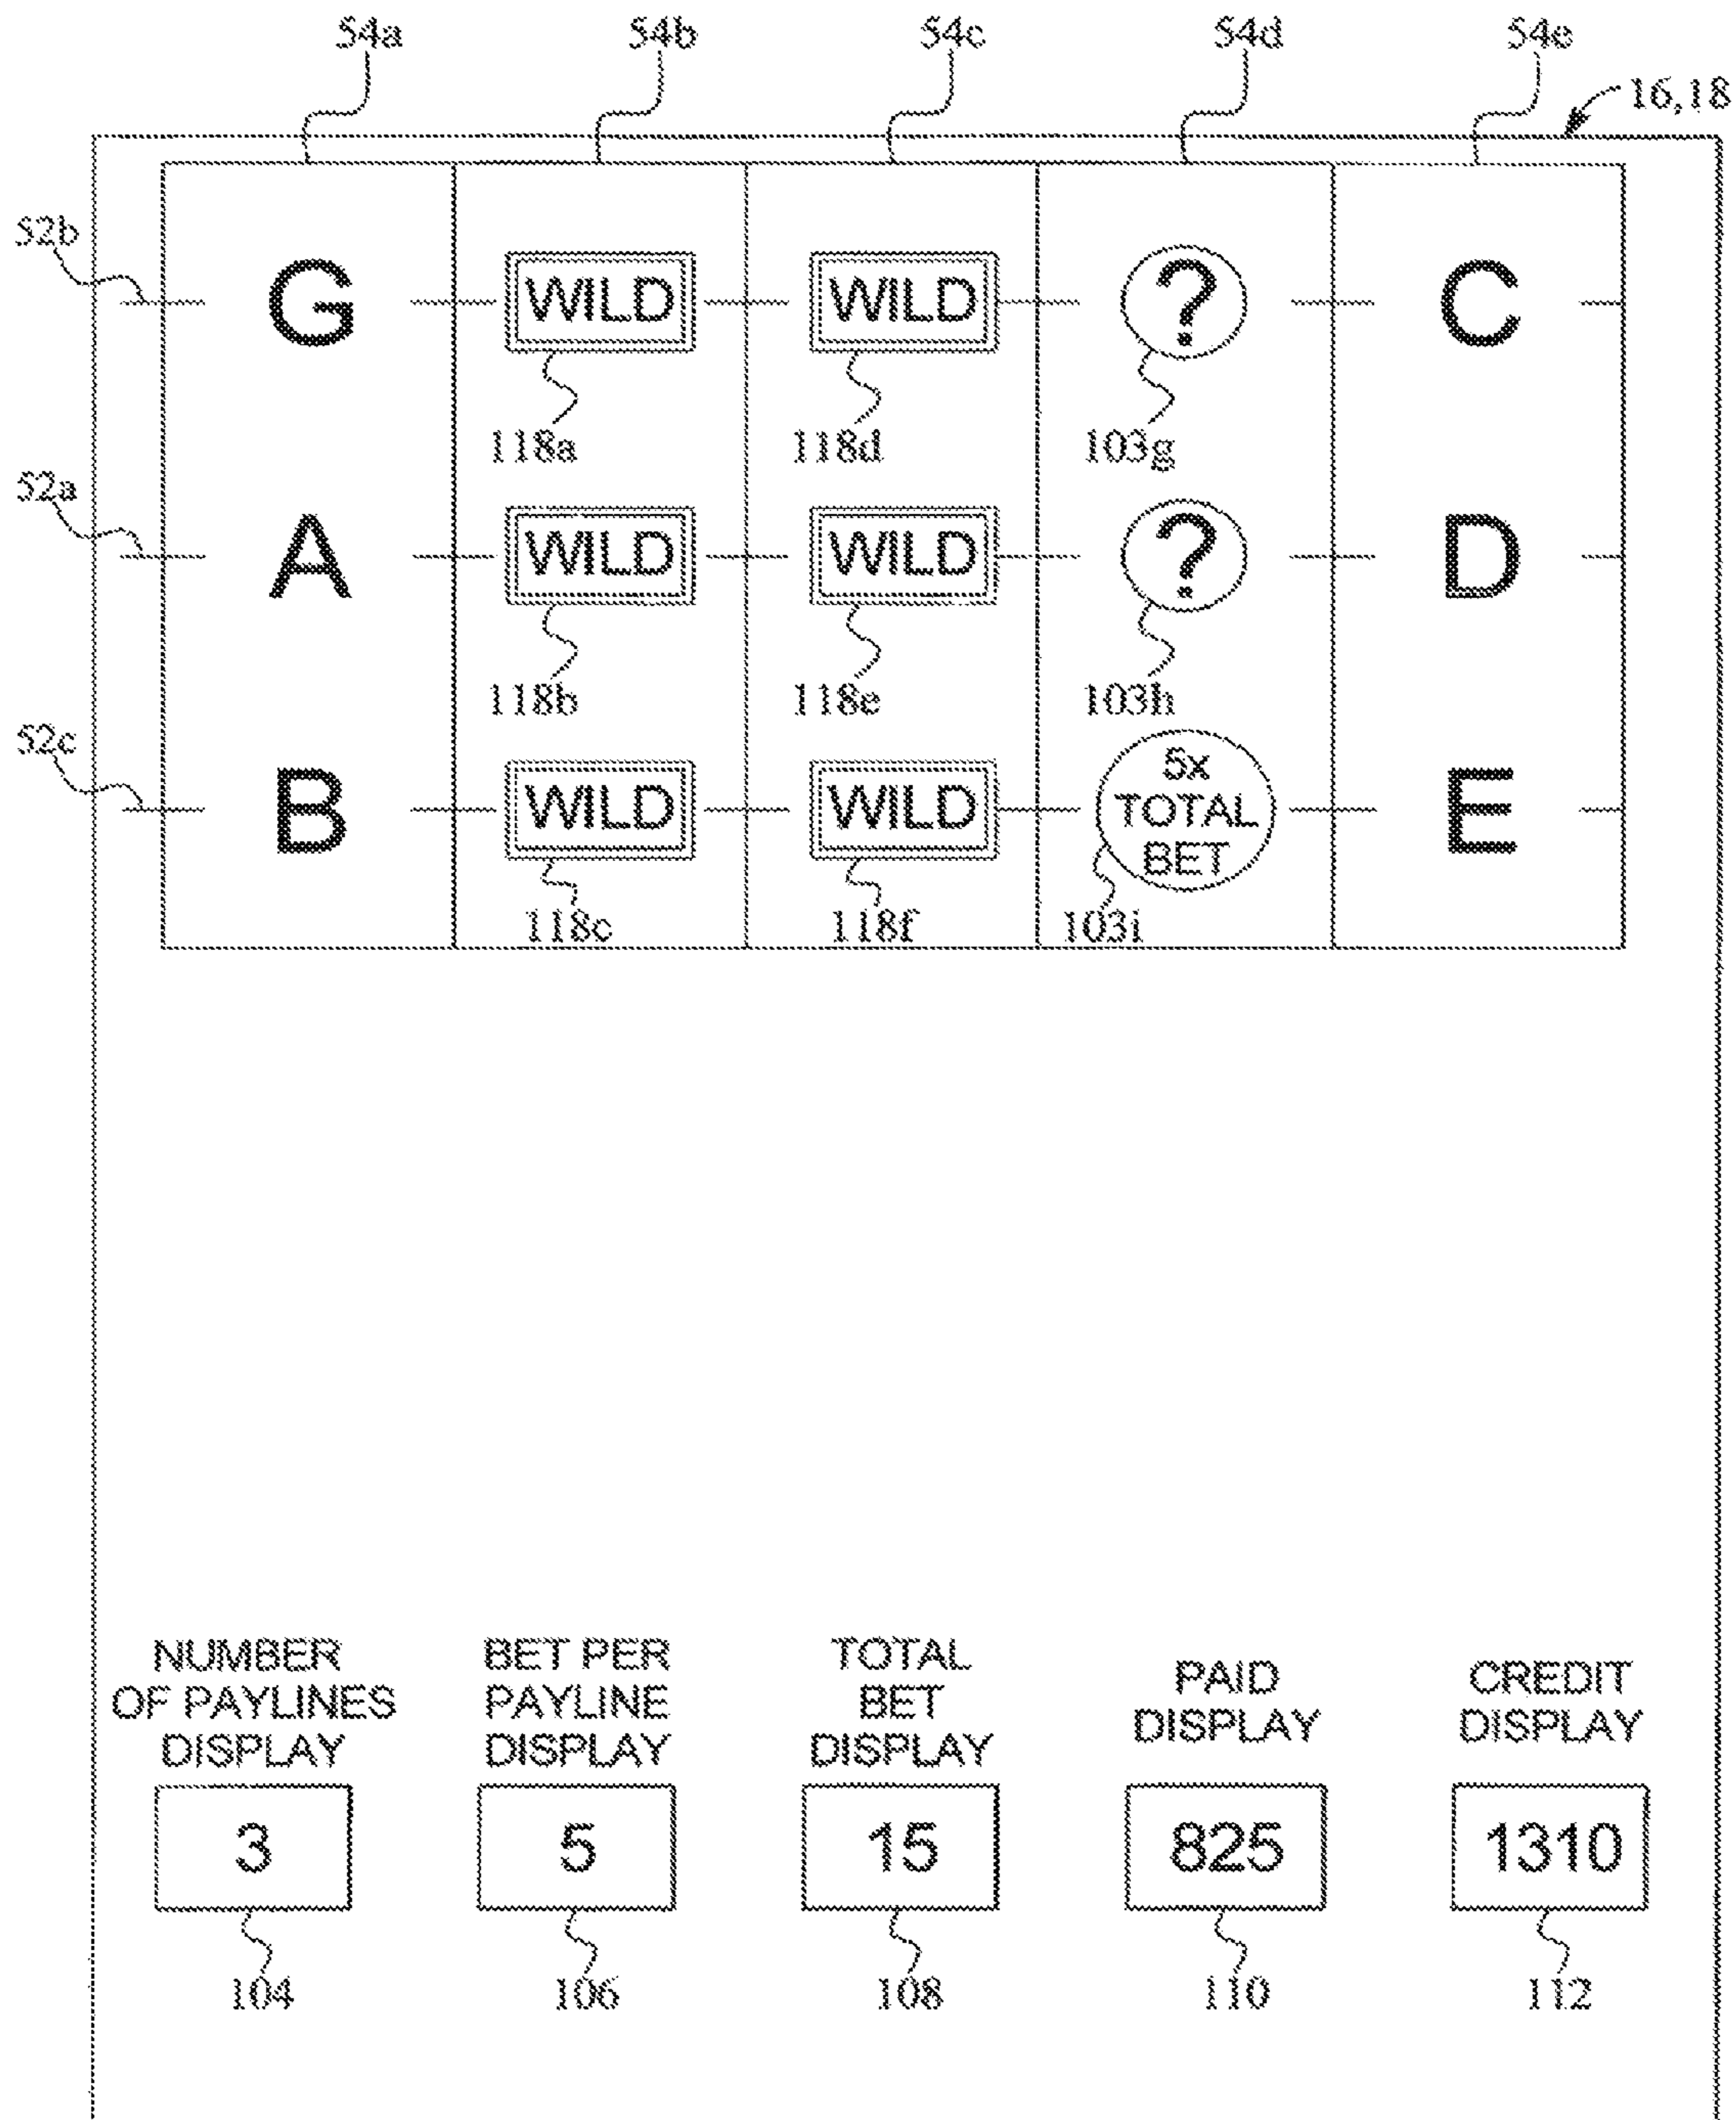 54a 54b 54c 54d 54e
16,18
52b
G WILD WILD ? C
118a 118d 103g
52a
A WILD WILD ? D
118b 118e 103h
52c
B WILD WILD 5x TOTAL BET E
118c 118f 103i
NUMBER OF PAYLINES DISPLAY
3
104
BET PER PAYLINE DISPLAY
5
106
TOTAL BET DISPLAY
15
108
PAID DISPLAY
825
110
CREDIT DISPLAY
1310
112